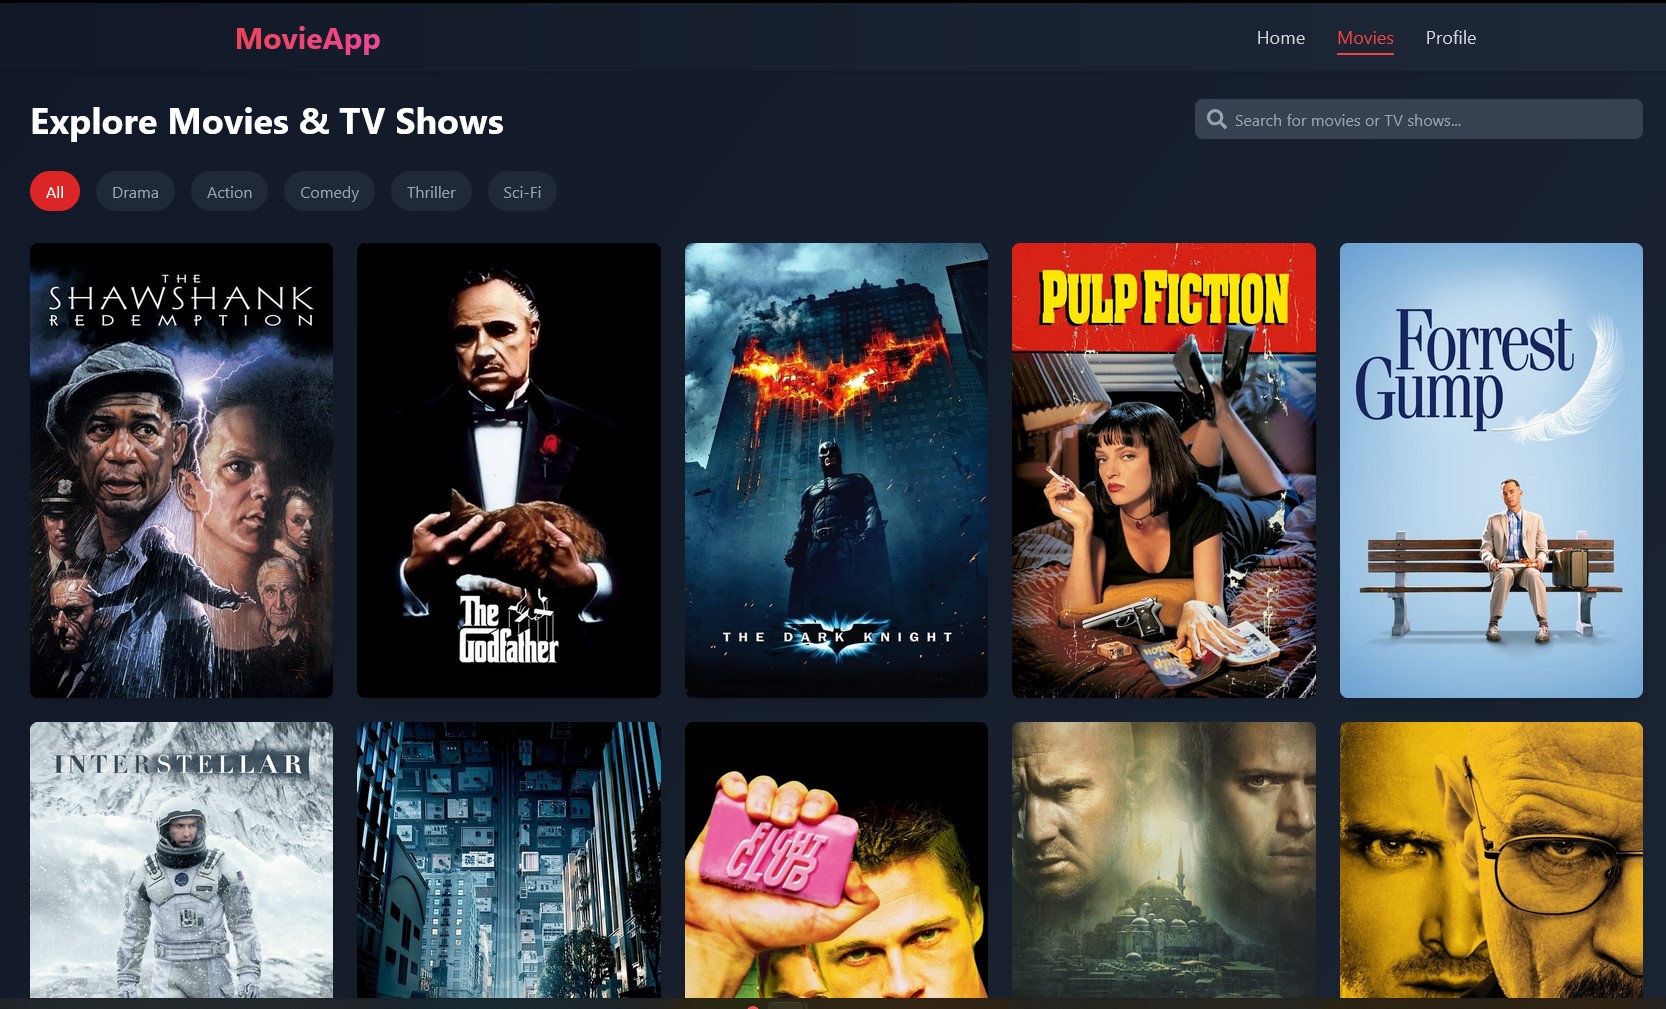 MovieApp
Home
Movies
Profile
Explore Movies & TV Shows
Search for movies or TV shows...
All
Drama
Action
Comedy
Thriller
Sci-Fi
THE
SHAWSHANK
REDEMPTION
The
Godfather
THE DARK KNIGHT
PULP FICTION
Forrest
Gump
INTERSTELLAR
FIGHT
CLUB